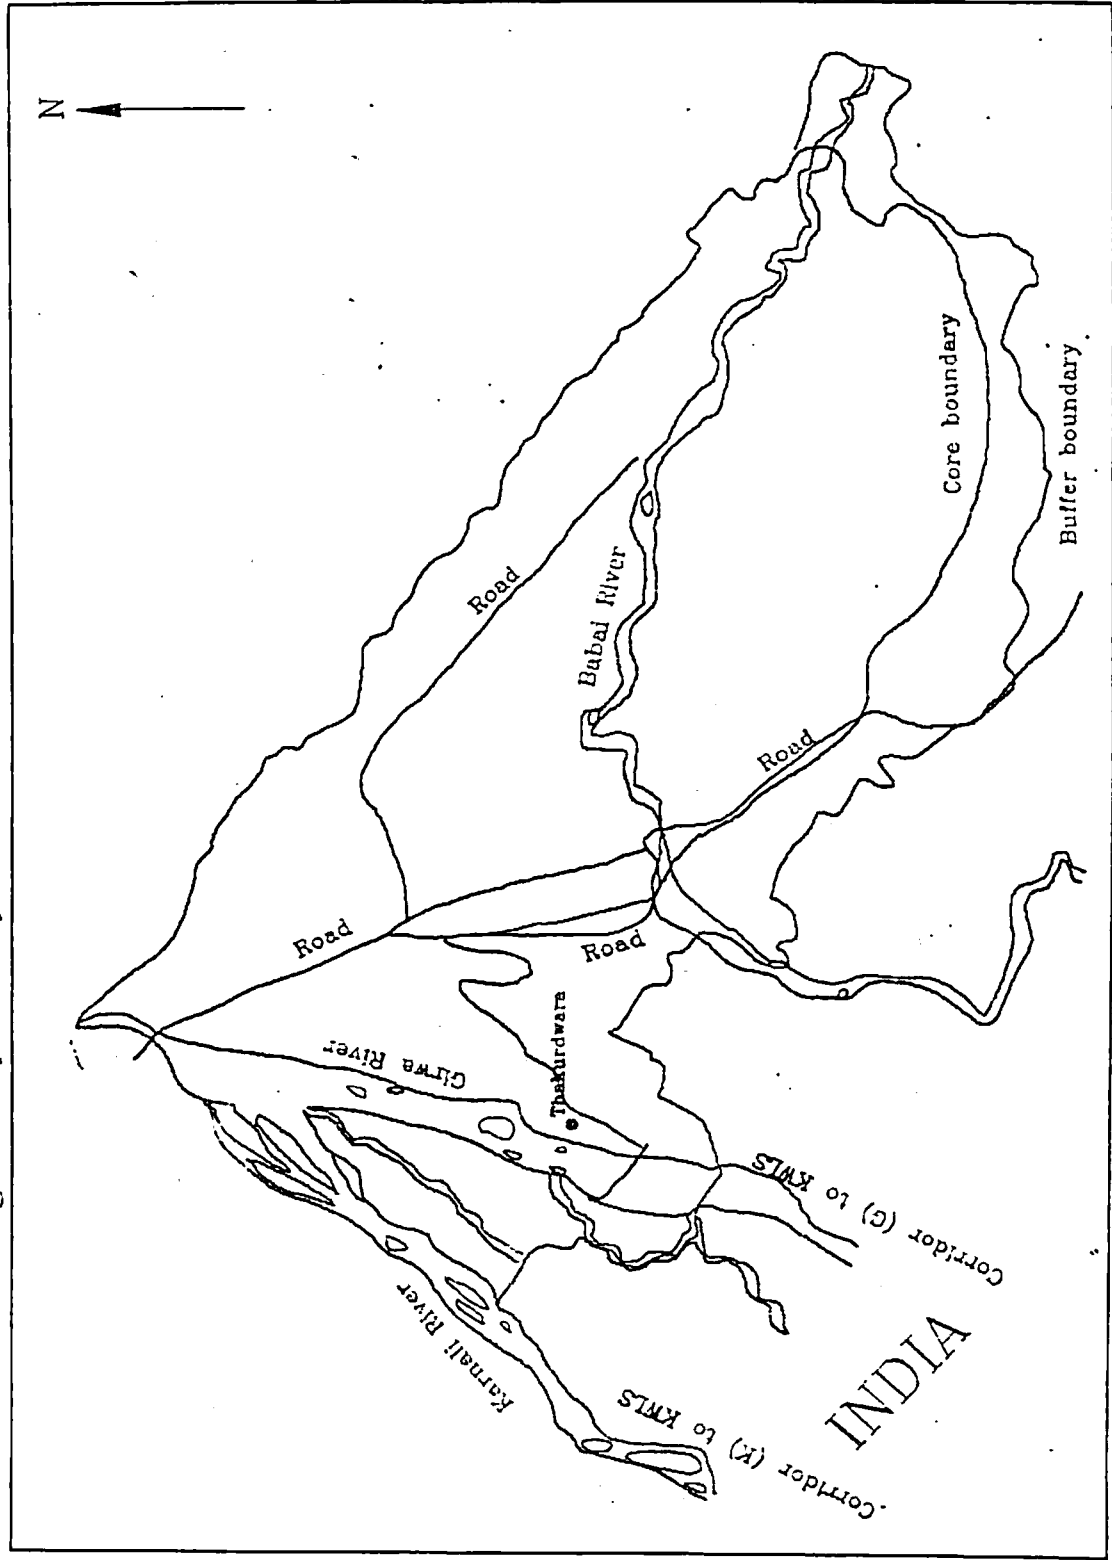 N
Road
Babai River
Core boundary
Buffer boundary
Road
Road
Road
Girwa River
Thakurdwara
Karnali River
Corridor (G) to KWLS
Corridor (K) to KWLS
INDIA